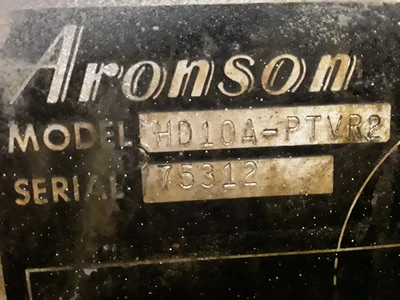 Aronson
MODEL HD10A-PTVR2
SERIAL 75312